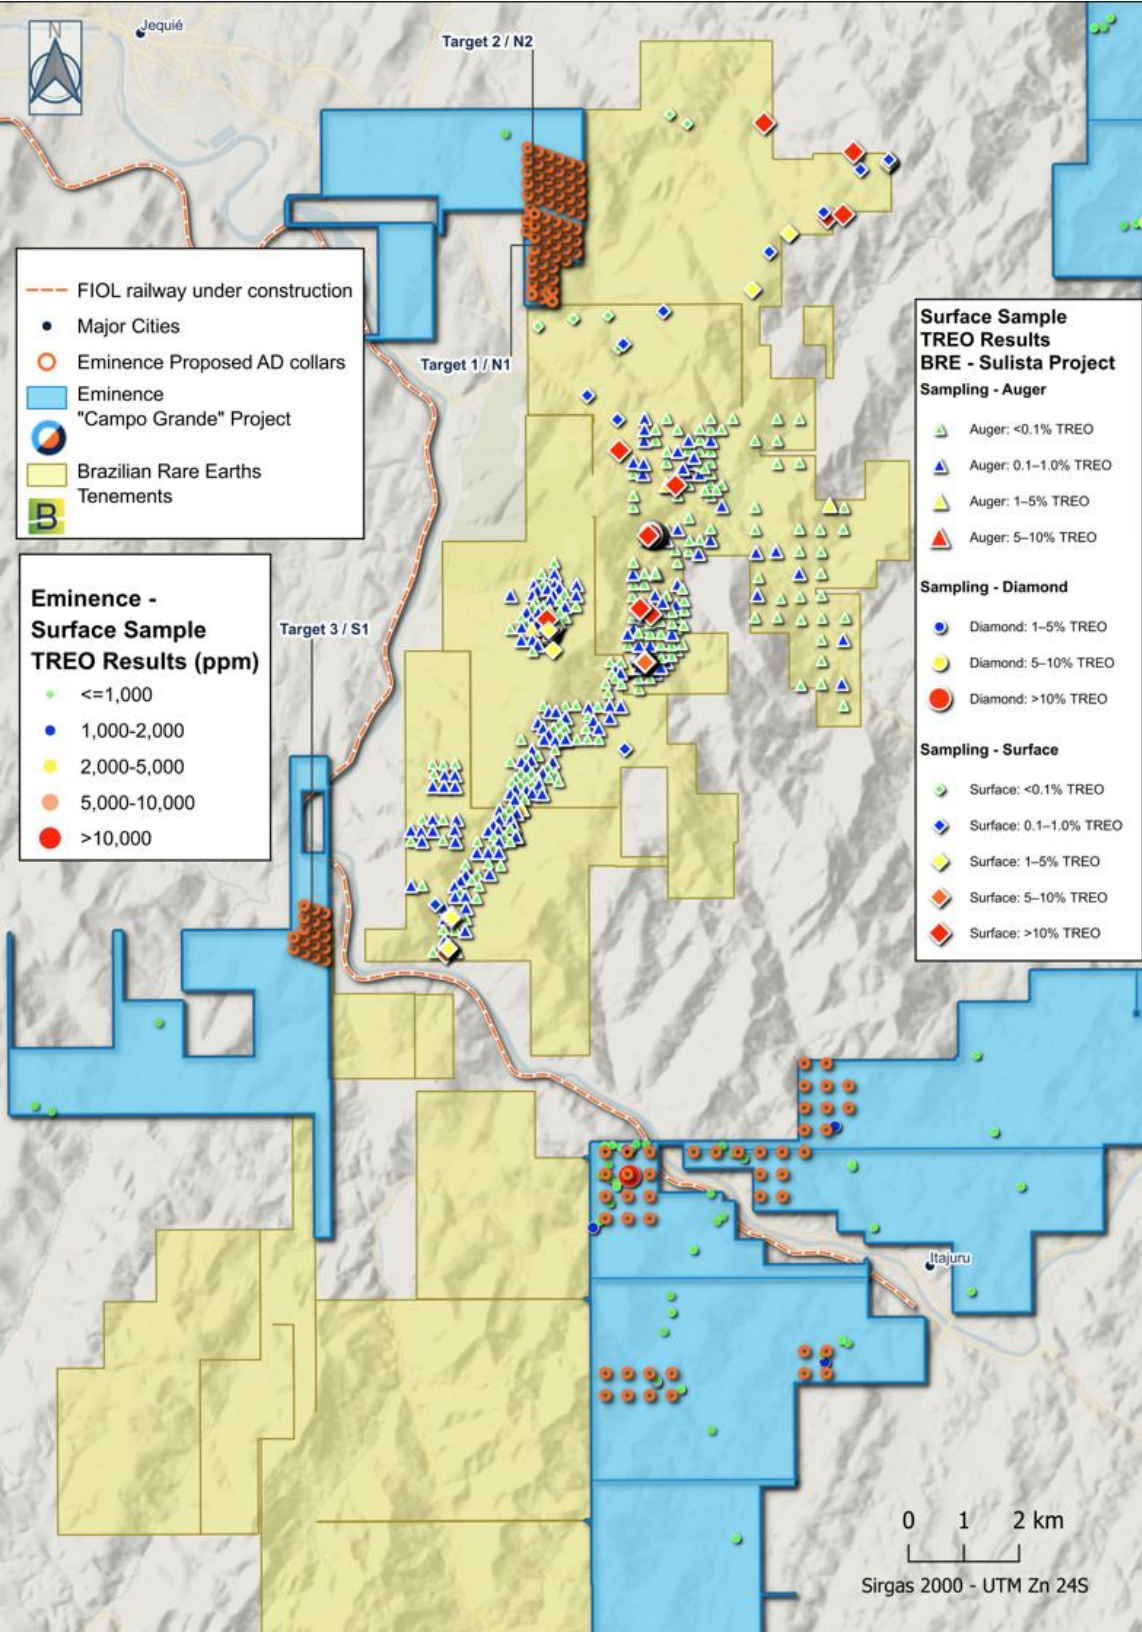 N
Jequié
Target 2 / N2
FIOL railway under construction
Major Cities
Eminence Proposed AD collars
Eminence
"Campo Grande" Project
Brazilian Rare Earths
Tenements
B
Target 1 / N1
Eminence -
Surface Sample
TREO Results (ppm)
<=1,000
1,000-2,000
2,000-5,000
5,000-10,000
>10,000
Target 3 / S1
Surface Sample
TREO Results
BRE - Sulista Project
Sampling - Auger
Auger: <0.1% TREO
Auger: 0.1–1.0% TREO
Auger: 1–5% TREO
Auger: 5–10% TREO
Sampling - Diamond
Diamond: 1–5% TREO
Diamond: 5–10% TREO
Diamond: >10% TREO
Sampling - Surface
Surface: <0.1% TREO
Surface: 0.1–1.0% TREO
Surface: 1–5% TREO
Surface: 5–10% TREO
Surface: >10% TREO
Itajuru
0 1 2 km
Sirgas 2000 - UTM Zn 24S